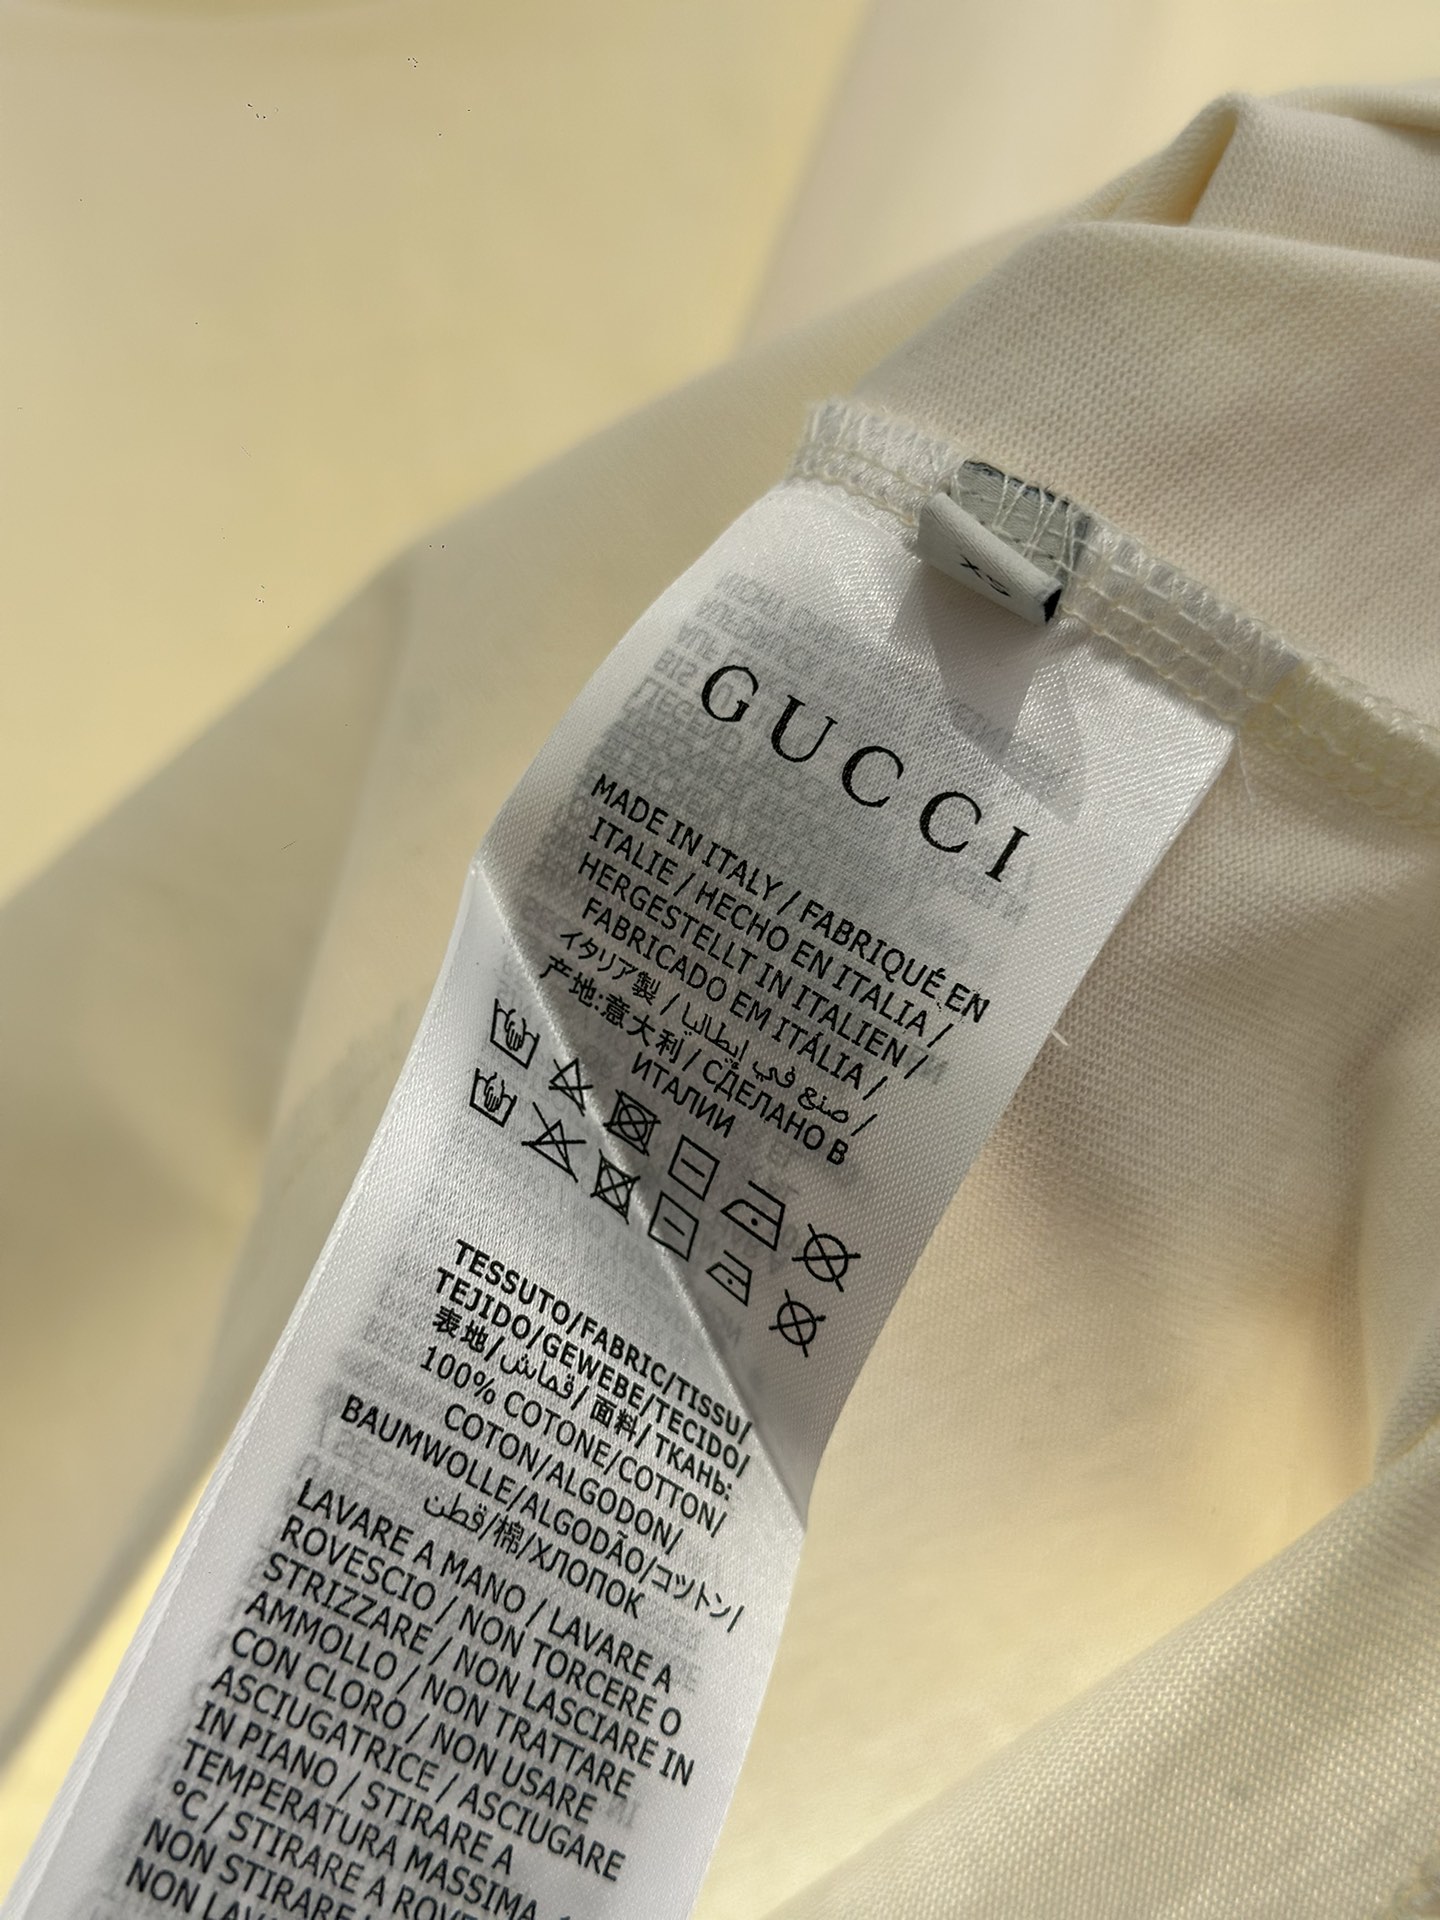 XS
GUCCI
MADE IN ITALY / FABRIQUÉ EN
ITALIE / HECHO EN ITALIA /
HERGESTELLT IN ITALIEN /
FABRICADO EM ITÁLIA /
イタリア製 / صنع في إيطاليا /
产地:意大利 / СДЕЛАНО В
ИТАЛИИ
TESSUTO/FABRIC/TISSU/
TEJIDO/GEWEBE/TECIDO/
表地/قماش/面料/ТКАНЬ:
100% COTONE/COTTON/
COTON/ALGODON/
BAUMWOLLE/ALGODÃO/コットン/
قطن/棉/ХЛОПОК
LAVARE A MANO / LAVARE A
ROVESCIO / NON TORCERE O
STRIZZARE / NON LASCIARE IN
AMMOLLO / NON TRATTARE
CON CLORO / NON USARE
ASCIUGATRICE / ASCIUGARE
IN PIANO / STIRARE A
TEMPERATURA MASSIMA
°C / STIRARE A
NON STIRARE
NON